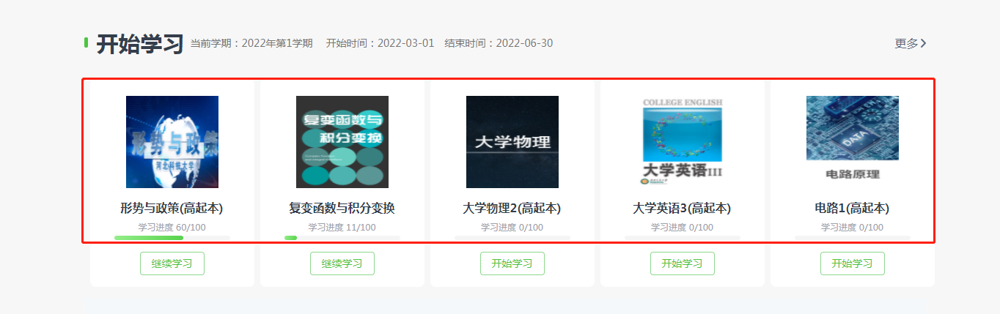 开始学习 当前学期：2022年第1学期 开始时间：2022-03-01 结束时间：2022-06-30 更多
形势与政策
河北科技大学
复变函数与
积分变换
大学物理
COLLEGE ENGLISH
大学英语III
DATA
电路原理
形势与政策(高起本) 复变函数与积分变换 大学物理2(高起本) 大学英语3(高起本) 电路1(高起本)
学习进度 60/100 学习进度 11/100 学习进度 0/100 学习进度 0/100 学习进度 0/100
继续学习 继续学习 开始学习 开始学习 开始学习